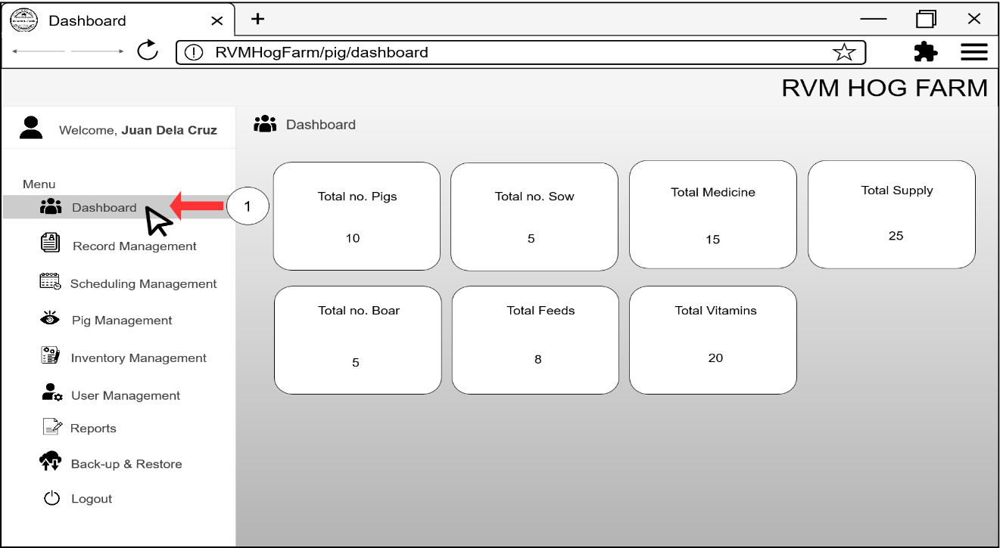 Dashboard
RVMHogFarm/pig/dashboard
RVM HOG FARM
Welcome, Juan Dela Cruz
Dashboard
Menu
Dashboard
1
Record Management
Scheduling Management
Pig Management
Inventory Management
User Management
Reports
Back-up & Restore
Logout
Total no. Pigs
10
Total no. Sow
5
Total Medicine
15
Total Supply
25
Total no. Boar
5
Total Feeds
8
Total Vitamins
20